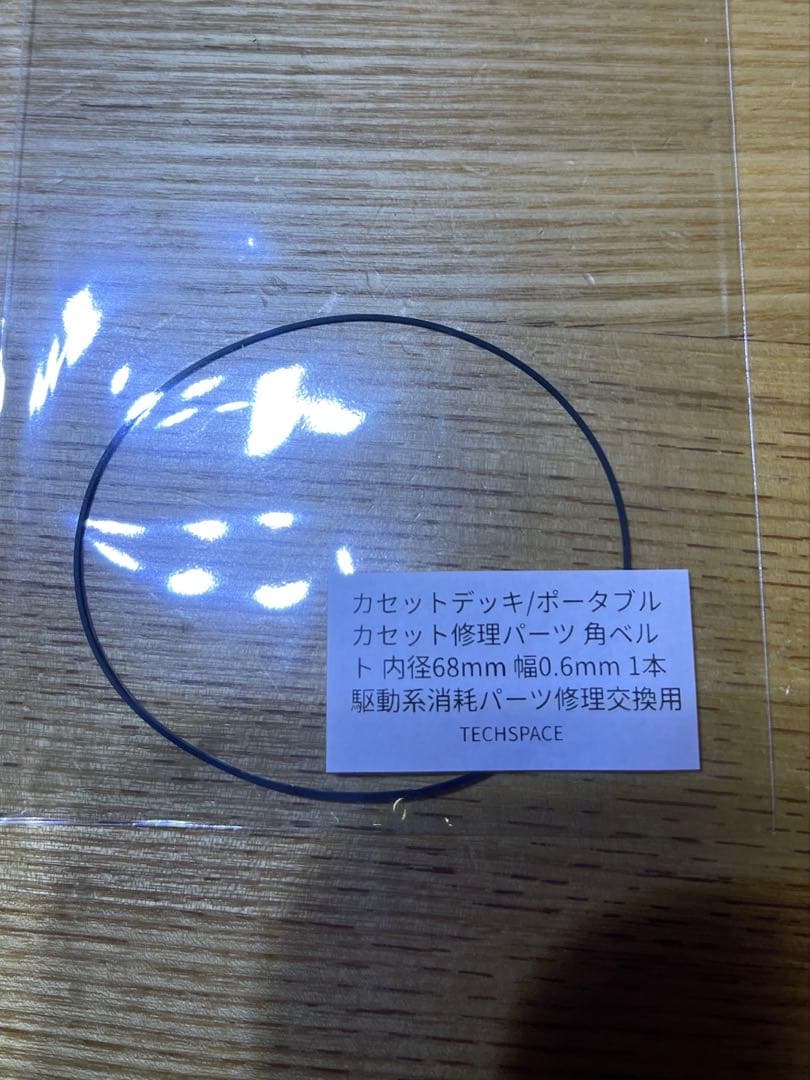 カセットデッキ/ポータブル
カセット修理パーツ 角ベル
ト 内径68mm 幅0.6mm 1本
駆動系消耗パーツ修理交換用
TECHSPACE